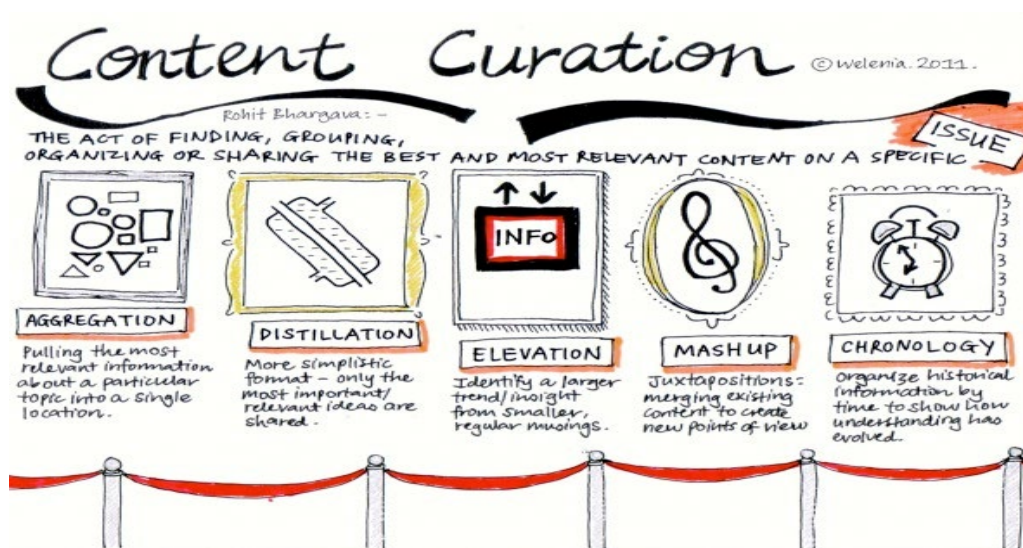 Content Curation © Welenia. 2011.
Rohit Bhargava: -
THE ACT OF FINDING, GROUPING,
ORGANIZING OR SHARING THE BEST AND MOST RELEVANT CONTENT ON A SPECIFIC ISSUE
INFO
AGGREGATION
Pulling the most
relevant information
about a particular
topic into a single
location.
DISTILLATION
More simplistic
format – only the
most important/
relevant ideas are
shared.
ELEVATION
Identify a larger
trend/insight
from smaller,
regular musings.
MASHUP
Juxtapositions:
merging existing
content to create
new points of view
CHRONOLOGY
organize historical
information by
time to show how
understanding has
evolved.